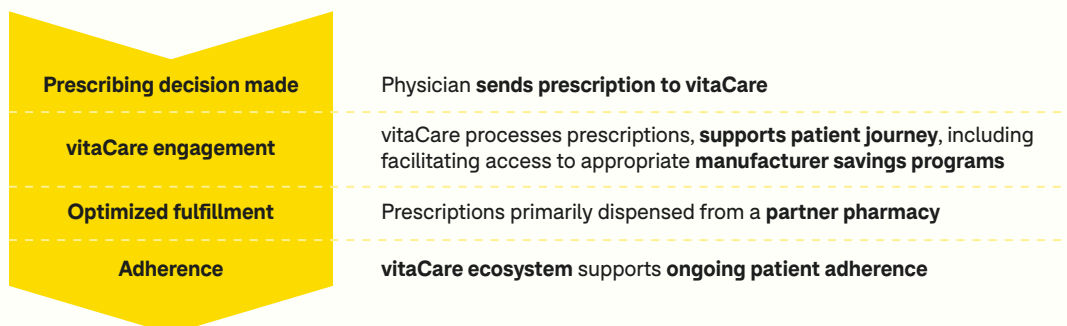 Prescribing decision made
Physician sends prescription to vitaCare
vitaCare engagement
vitaCare processes prescriptions, supports patient journey, including
facilitating access to appropriate manufacturer savings programs
Optimized fulfillment
Prescriptions primarily dispensed from a partner pharmacy
Adherence
vitaCare ecosystem supports ongoing patient adherence